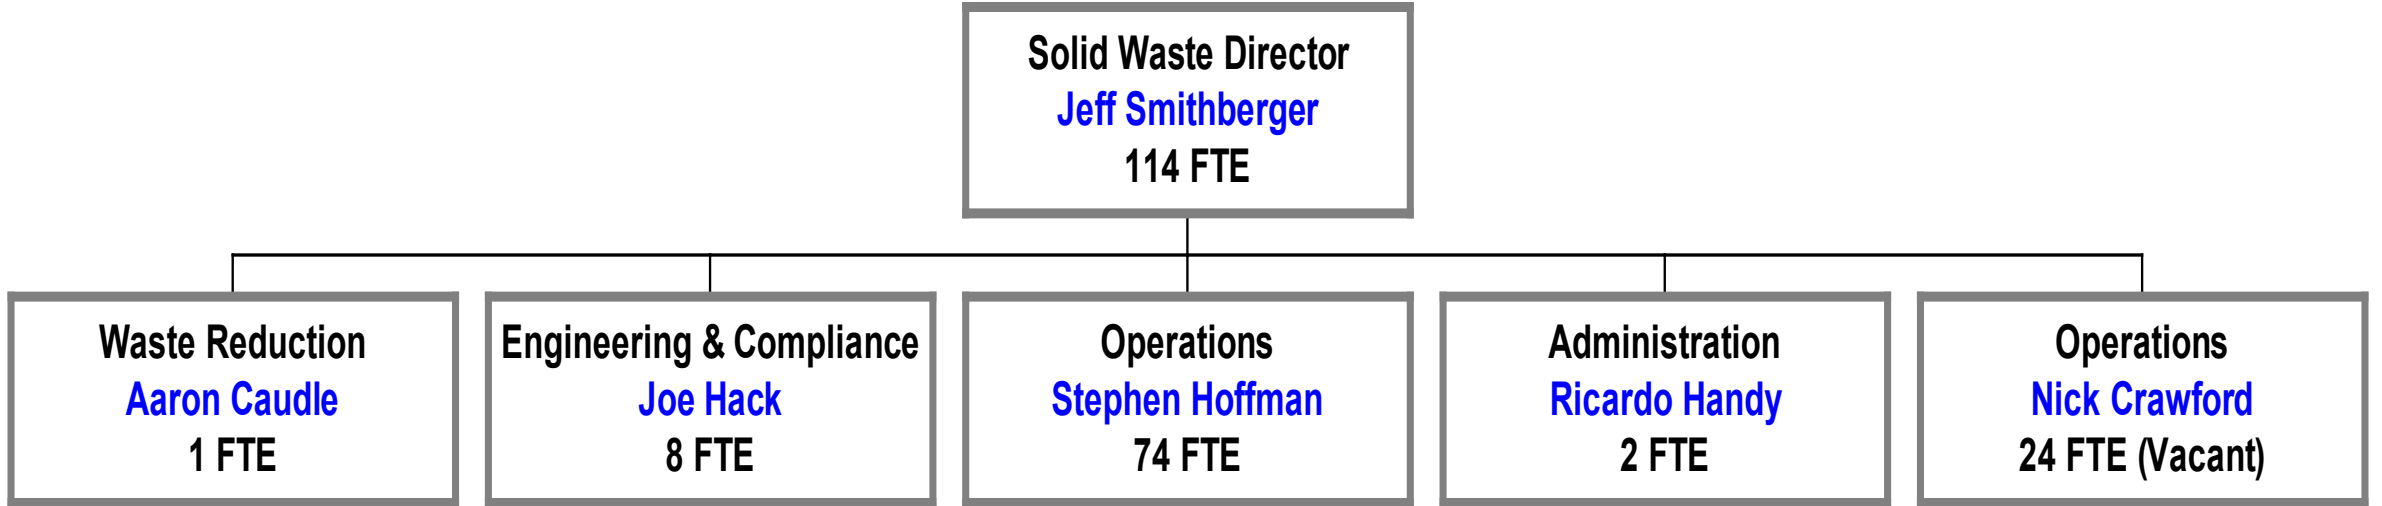 Solid Waste Director
Jeff Smithberger
114 FTE
Waste Reduction
Aaron Caudle
1 FTE
Engineering & Compliance
Joe Hack
8 FTE
Operations
Stephen Hoffman
74 FTE
Administration
Ricardo Handy
2 FTE
Operations
Nick Crawford
24 FTE (Vacant)